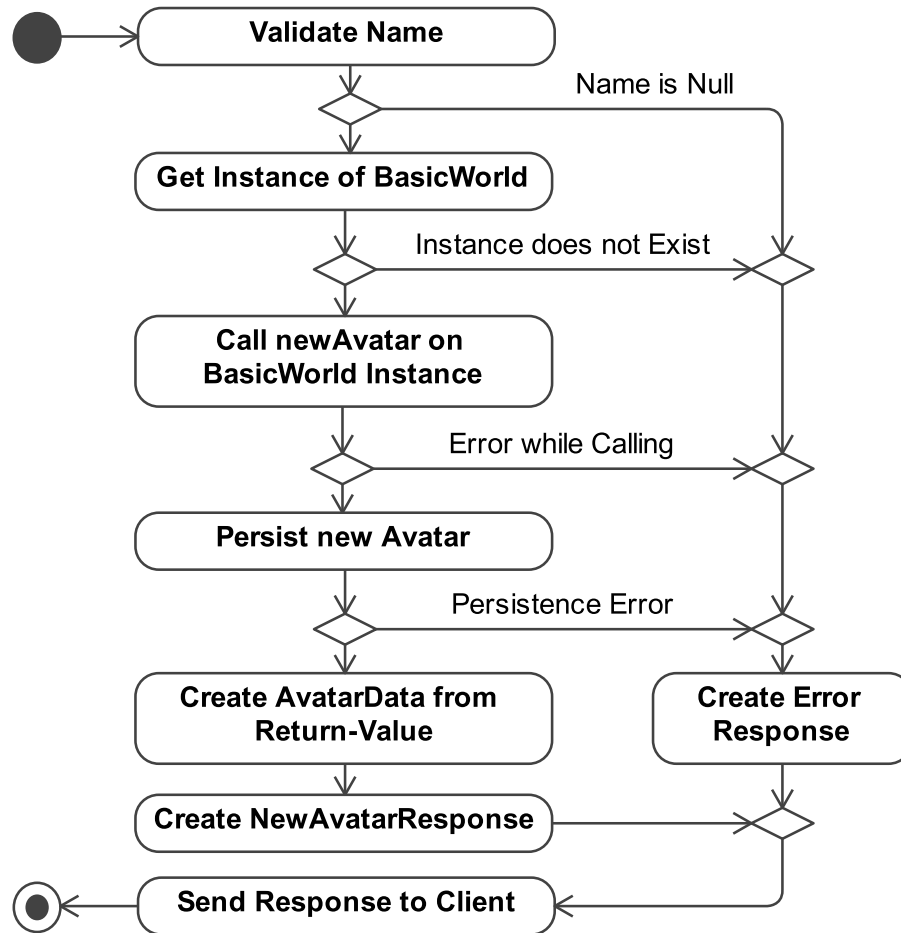 Validate Name
Name is Null
Get Instance of BasicWorld
Instance does not Exist
Call newAvatar on
BasicWorld Instance
Error while Calling
Persist new Avatar
Persistence Error
Create AvatarData from
Return-Value
Create Error
Response
Create NewAvatarResponse
Send Response to Client